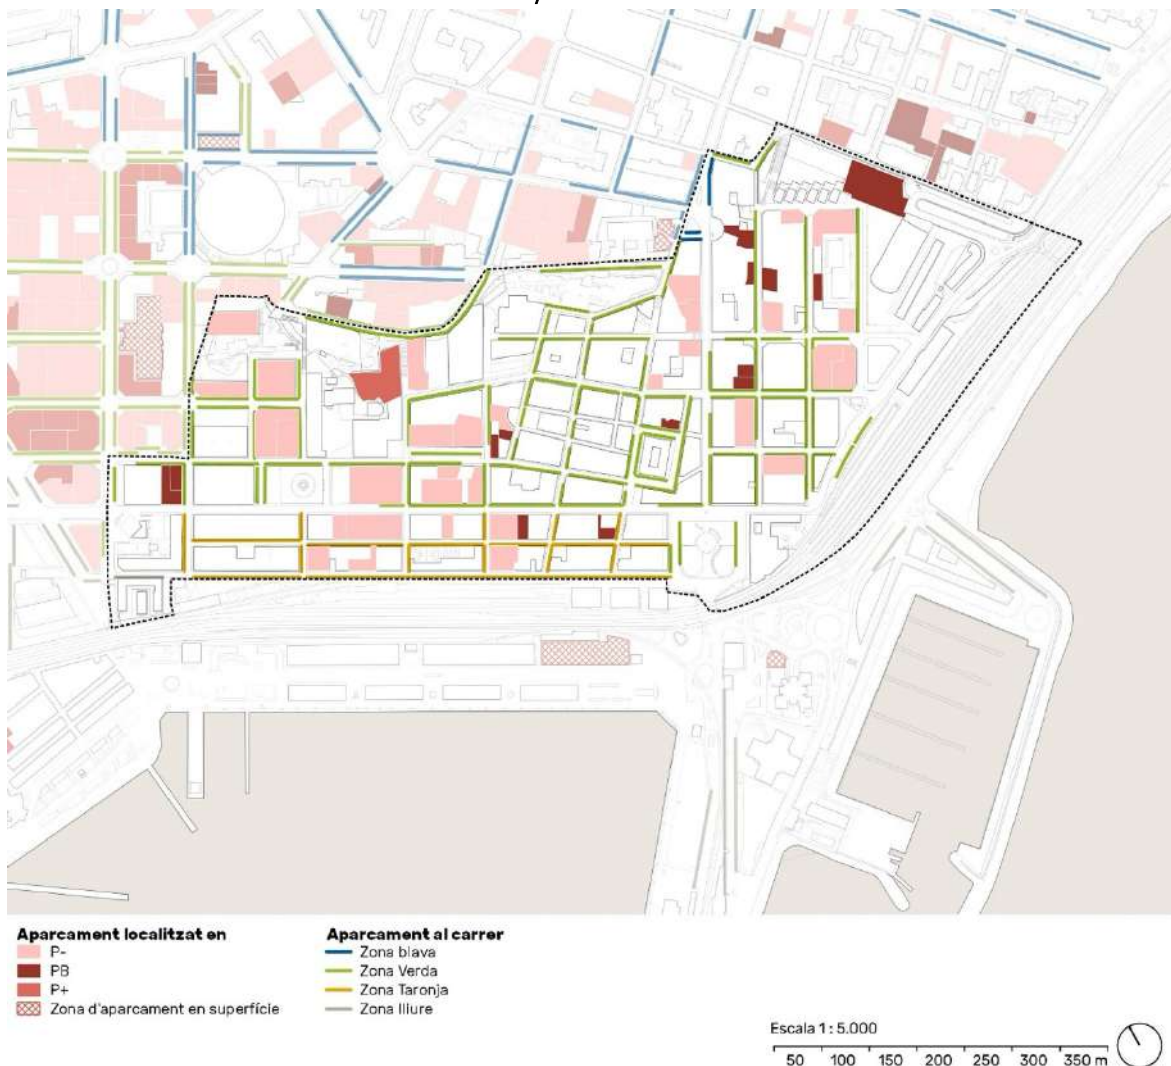 Aparcament localitzat en
P-
PB
P+
Zona d'aparcament en superfície
Aparcament al carrer
Zona blava
Zona Verda
Zona Taronja
Zona lliure
Escala 1 : 5.000
50 100 150 200 250 300 350 m